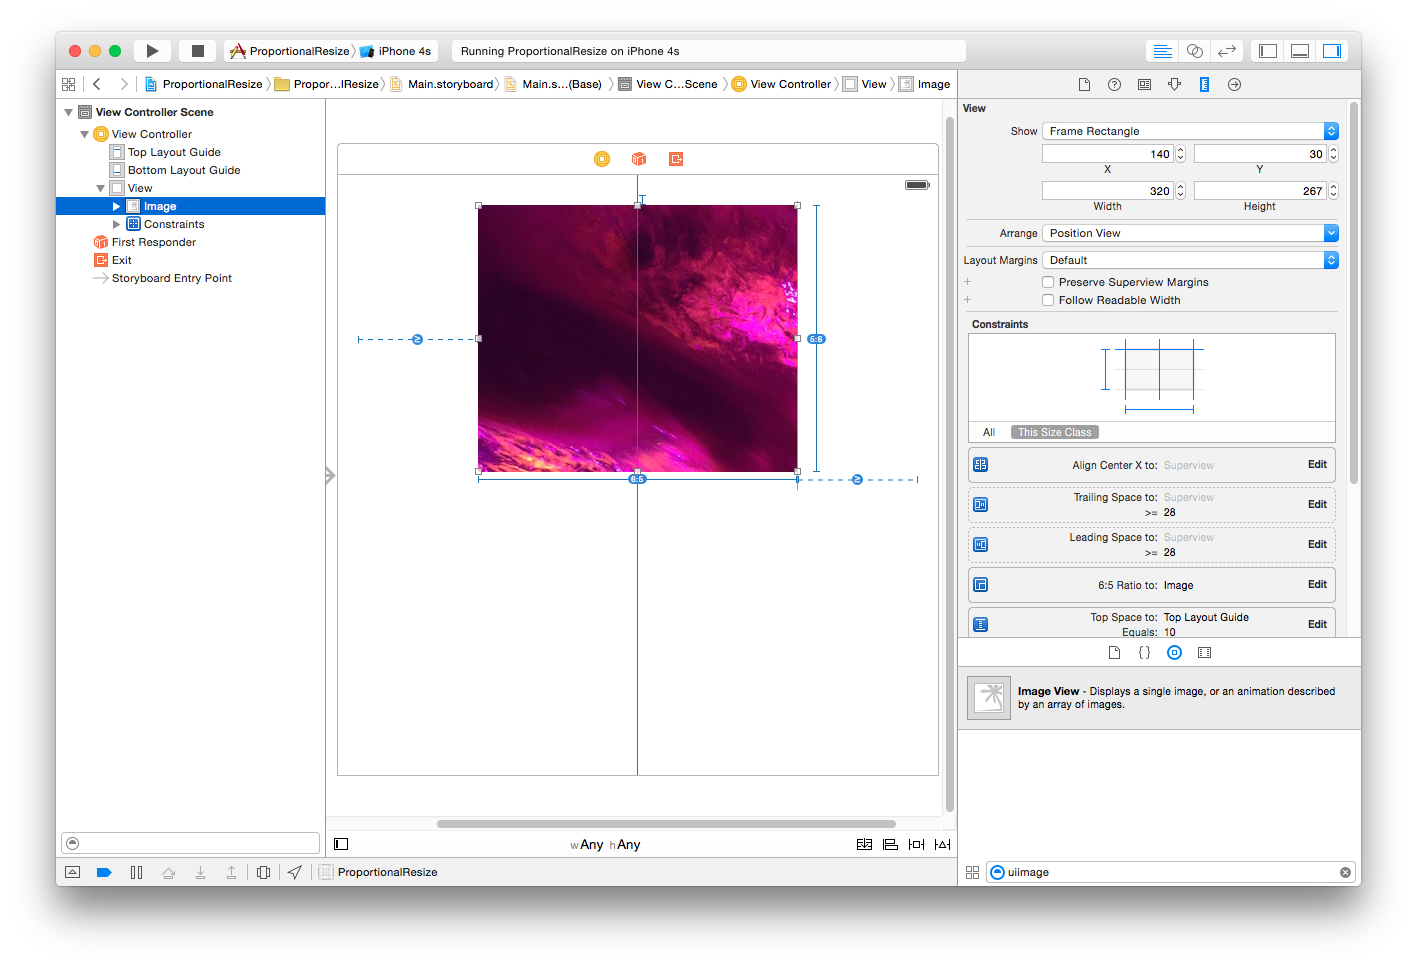 ProportionalResize iPhone 4s
Running ProportionalResize on iPhone 4s
ProportionalResize Propor...lResize Main.storyboard Main.s...(Base) View C...Scene View Controller View Image
View Controller Scene
View Controller
Top Layout Guide
Bottom Layout Guide
View
Image
Constraints
First Responder
Exit
Storyboard Entry Point
≥
5:6
6:5
≥
wAny hAny
ProportionalResize
View
Show Frame Rectangle
140 30
X Y
320 267
Width Height
Arrange Position View
Layout Margins Default
+ Preserve Superview Margins
+ Follow Readable Width
Constraints
All This Size Class
Align Center X to: Superview Edit
Trailing Space to: Superview
>= 28 Edit
Leading Space to: Superview
>= 28 Edit
6:5 Ratio to: Image Edit
Top Space to: Top Layout Guide
Equals: 10 Edit
{ }
Image View - Displays a single image, or an animation described
by an array of images.
uiimage